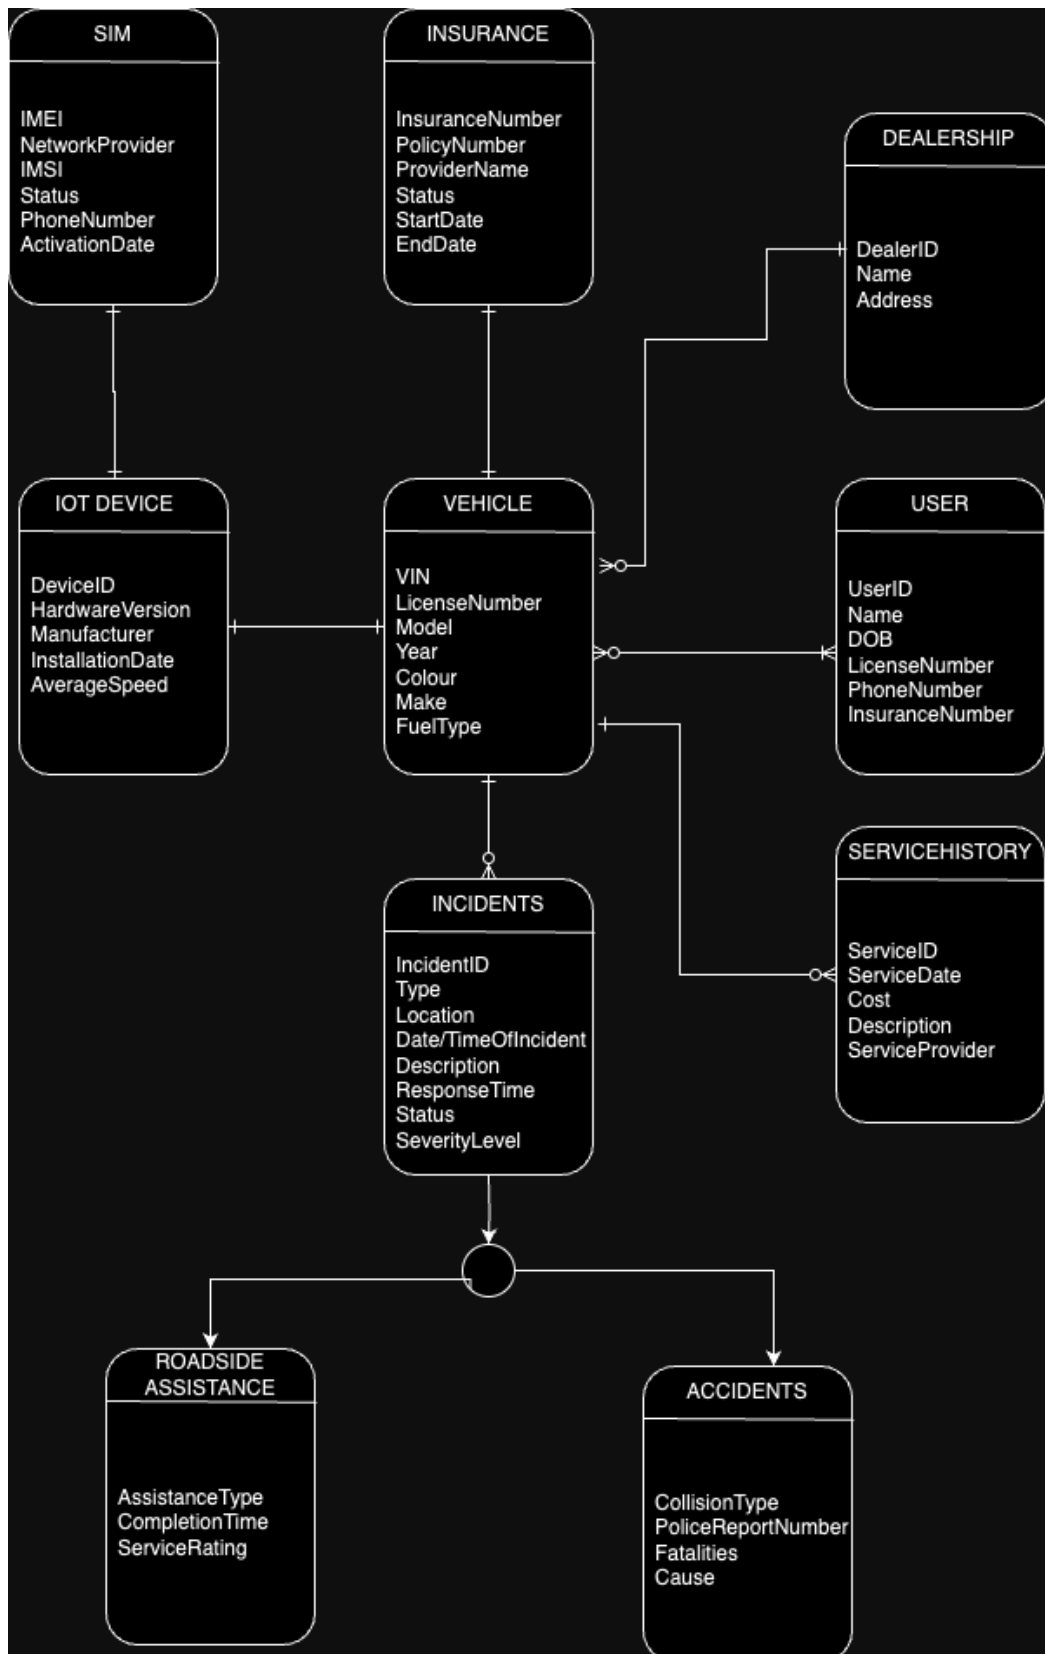 SIM
IMEI
NetworkProvider
IMSI
Status
PhoneNumber
ActivationDate
INSURANCE
InsuranceNumber
PolicyNumber
ProviderName
Status
StartDate
EndDate
DEALERSHIP
DealerID
Name
Address
IOT DEVICE
DeviceID
HardwareVersion
Manufacturer
InstallationDate
AverageSpeed
VEHICLE
VIN
LicenseNumber
Model
Year
Colour
Make
FuelType
USER
UserID
Name
DOB
LicenseNumber
PhoneNumber
InsuranceNumber
SERVICEHISTORY
ServiceID
ServiceDate
Cost
Description
ServiceProvider
INCIDENTS
IncidentID
Type
Location
Date/TimeOfIncident
Description
ResponseTime
Status
SeverityLevel
ROADSIDE
ASSISTANCE
AssistanceType
CompletionTime
ServiceRating
ACCIDENTS
CollisionType
PoliceReportNumber
Fatalities
Cause